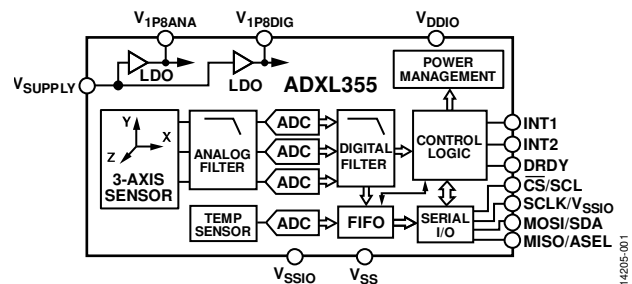 V1P8ANA
V1P8DIG
VDDIO
VSUPPLY
LDO
LDO
ADXL355
POWER
MANAGEMENT
Y
X
Z
3-AXIS
SENSOR
ANALOG
FILTER
ADC
ADC
ADC
DIGITAL
FILTER
CONTROL
LOGIC
INT1
INT2
DRDY
CS/SCL
SCLK/VSSIO
MOSI/SDA
MISO/ASEL
TEMP
SENSOR
ADC
FIFO
SERIAL
I/O
VSSIO
VSS
14205-001